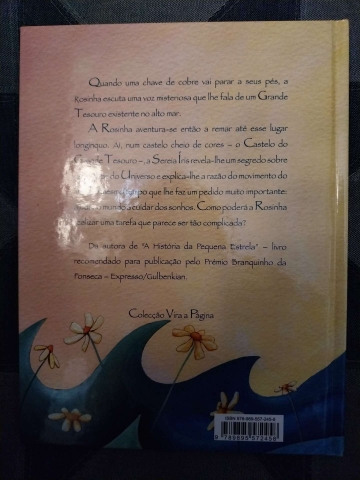 Quando uma chave de cobre vai parar a seus pés, a
Rosinha escuta uma voz misteriosa que lhe fala de um Grande
Tesouro existente no alto mar.
A Rosinha aventura-se então a remar até esse lugar
longínquo. Aí, num castelo cheio de cores – o Castelo do
Grande Tesouro –, a Sereia Íris revela-lhe um segredo sobre
do Universo e explica-lhe a razão do movimento do
tempo que lhe faz um pedido muito importante:
cuidar dos sonhos. Como poderá a Rosinha
realizar uma tarefa que parece ser tão complicada?
Da autora de "A História da Pequena Estrela" – livro
recomendado para publicação pelo Prémio Branquinho da
Fonseca – Expresso/Gulbenkian.
Colecção Vira a Página